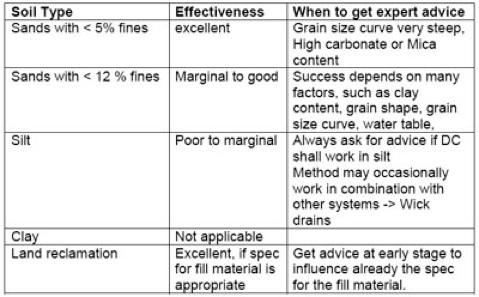 Soil Type Effectiveness When to get expert advice
Sands with < 5% fines excellent Grain size curve very steep,
High carbonate or Mica
content
Sands with < 12 % fines Marginal to good Success depends on many
factors, such as clay
content, grain shape, grain
size curve, water table,
Silt Poor to marginal Always ask for advice if DC
shall work in silt
Method may occasionally
work in combination with
other systems -> Wick
drains
Clay Not applicable
Land reclamation Excellent, if spec Get advice at early stage to
for fill material is influence already the spec
appropriate for the fill material.